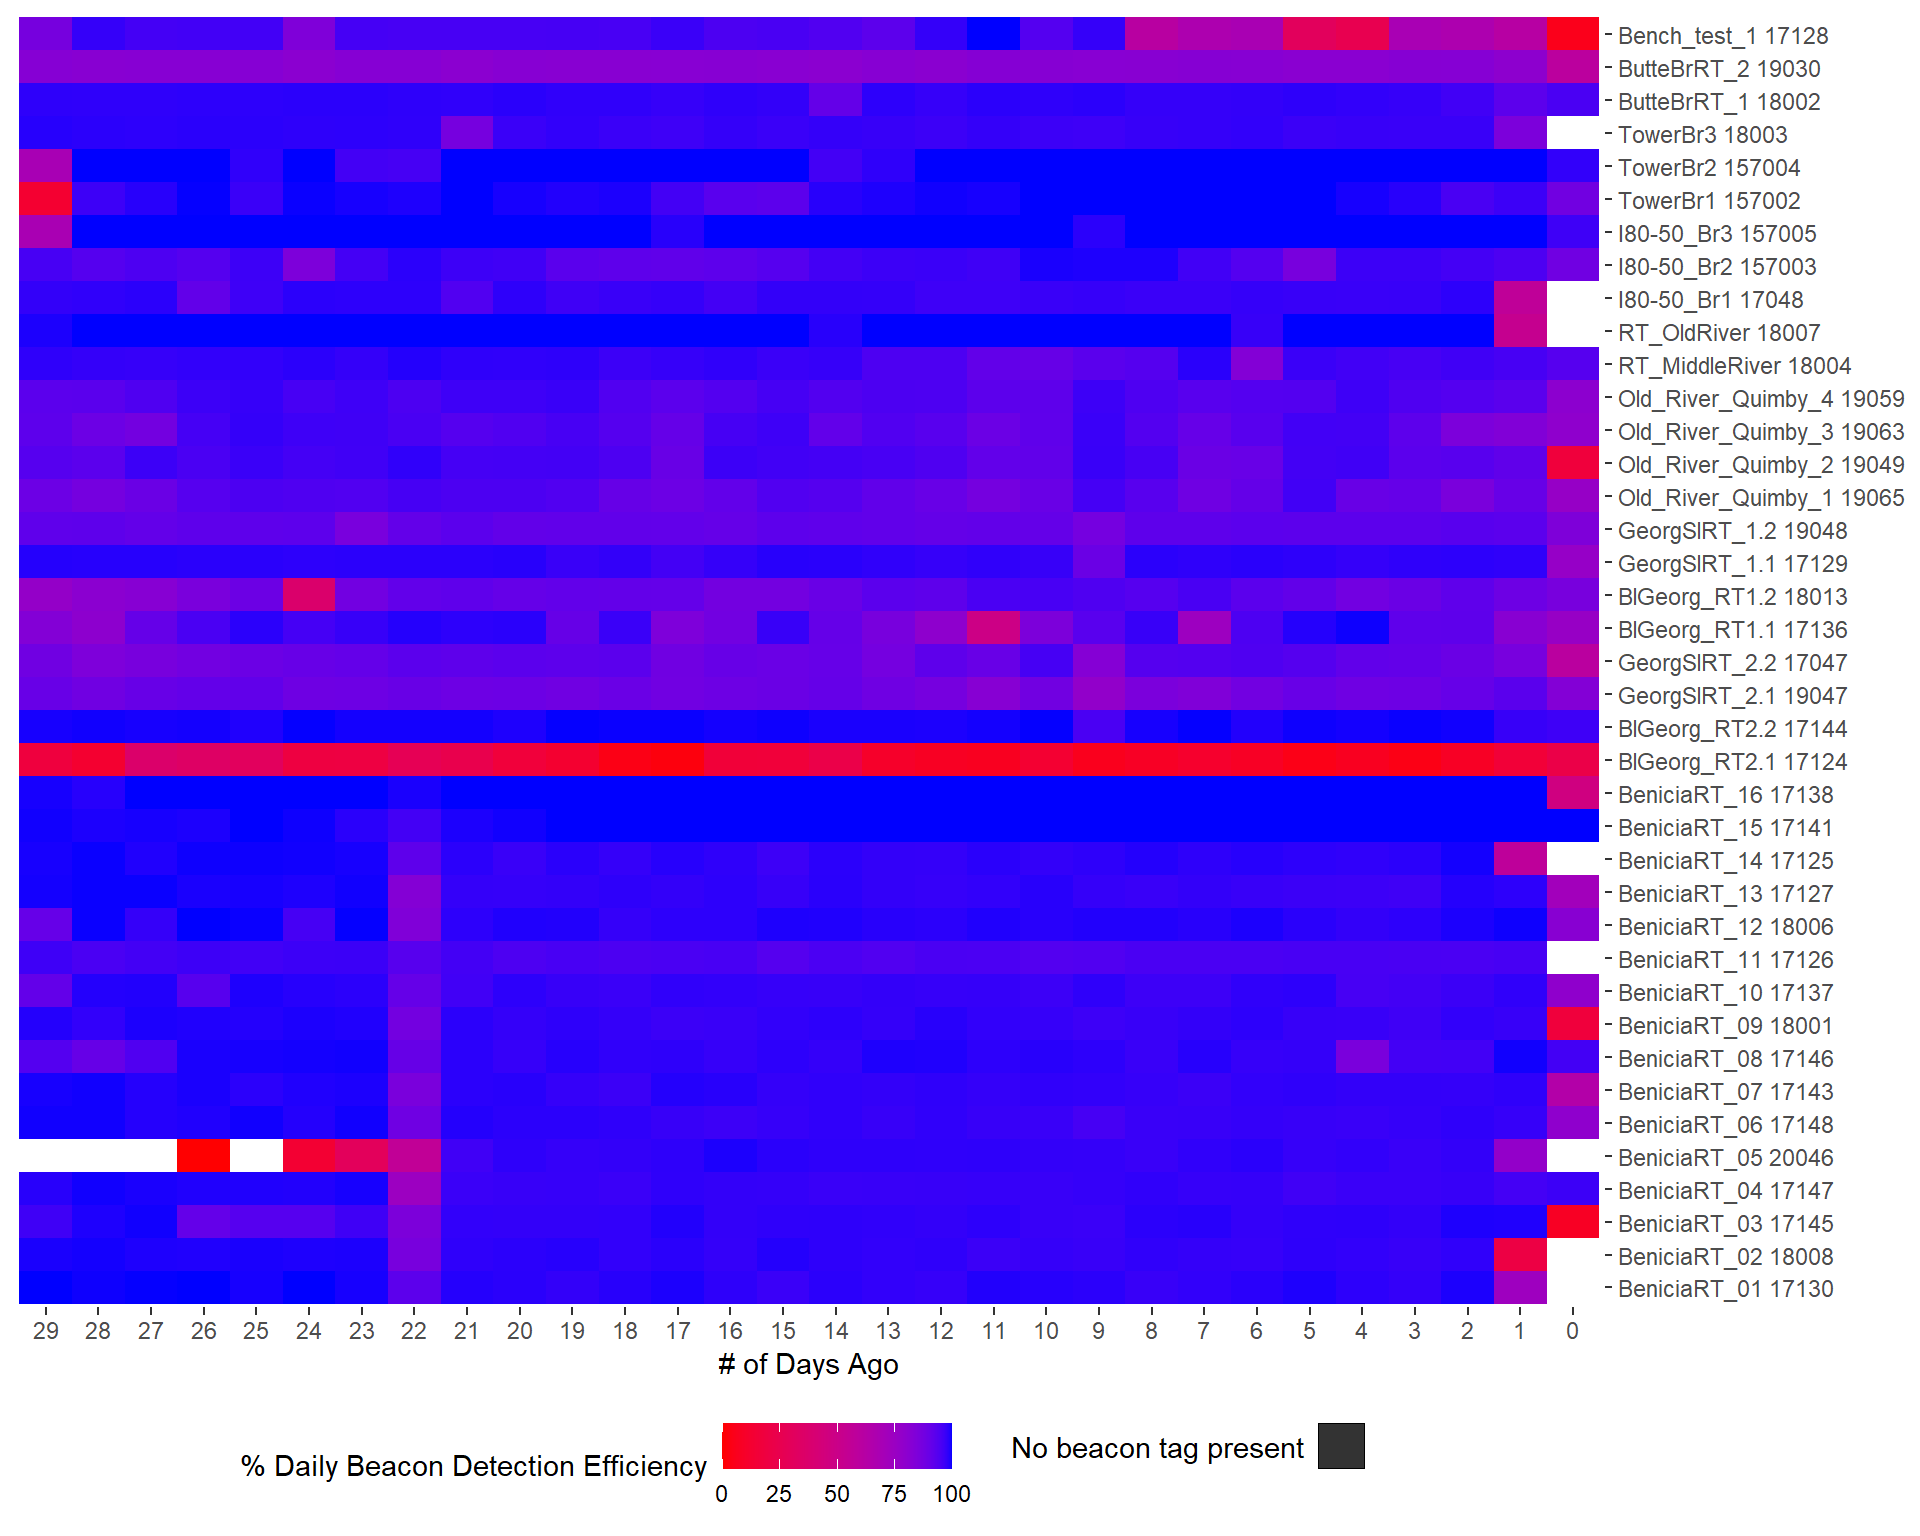 Bench_test_1 17128
ButteBrRT_2 19030
ButteBrRT_1 18002
TowerBr3 18003
TowerBr2 157004
TowerBr1 157002
I80-50_Br3 157005
I80-50_Br2 157003
I80-50_Br1 17048
RT_OldRiver 18007
RT_MiddleRiver 18004
Old_River_Quimby_4 19059
Old_River_Quimby_3 19063
Old_River_Quimby_2 19049
Old_River_Quimby_1 19065
GeorgSlRT_1.2 19048
GeorgSlRT_1.1 17129
BlGeorg_RT1.2 18013
BlGeorg_RT1.1 17136
GeorgSlRT_2.2 17047
GeorgSlRT_2.1 19047
BlGeorg_RT2.2 17144
BlGeorg_RT2.1 17124
BeniciaRT_16 17138
BeniciaRT_15 17141
BeniciaRT_14 17125
BeniciaRT_13 17127
BeniciaRT_12 18006
BeniciaRT_11 17126
BeniciaRT_10 17137
BeniciaRT_09 18001
BeniciaRT_08 17146
BeniciaRT_07 17143
BeniciaRT_06 17148
BeniciaRT_05 20046
BeniciaRT_04 17147
BeniciaRT_03 17145
BeniciaRT_02 18008
BeniciaRT_01 17130
29 28 27 26 25 24 23 22 21 20 19 18 17 16 15 14 13 12 11 10 9 8 7 6 5 4 3 2 1 0
# of Days Ago
% Daily Beacon Detection Efficiency
0 25 50 75 100
No beacon tag present